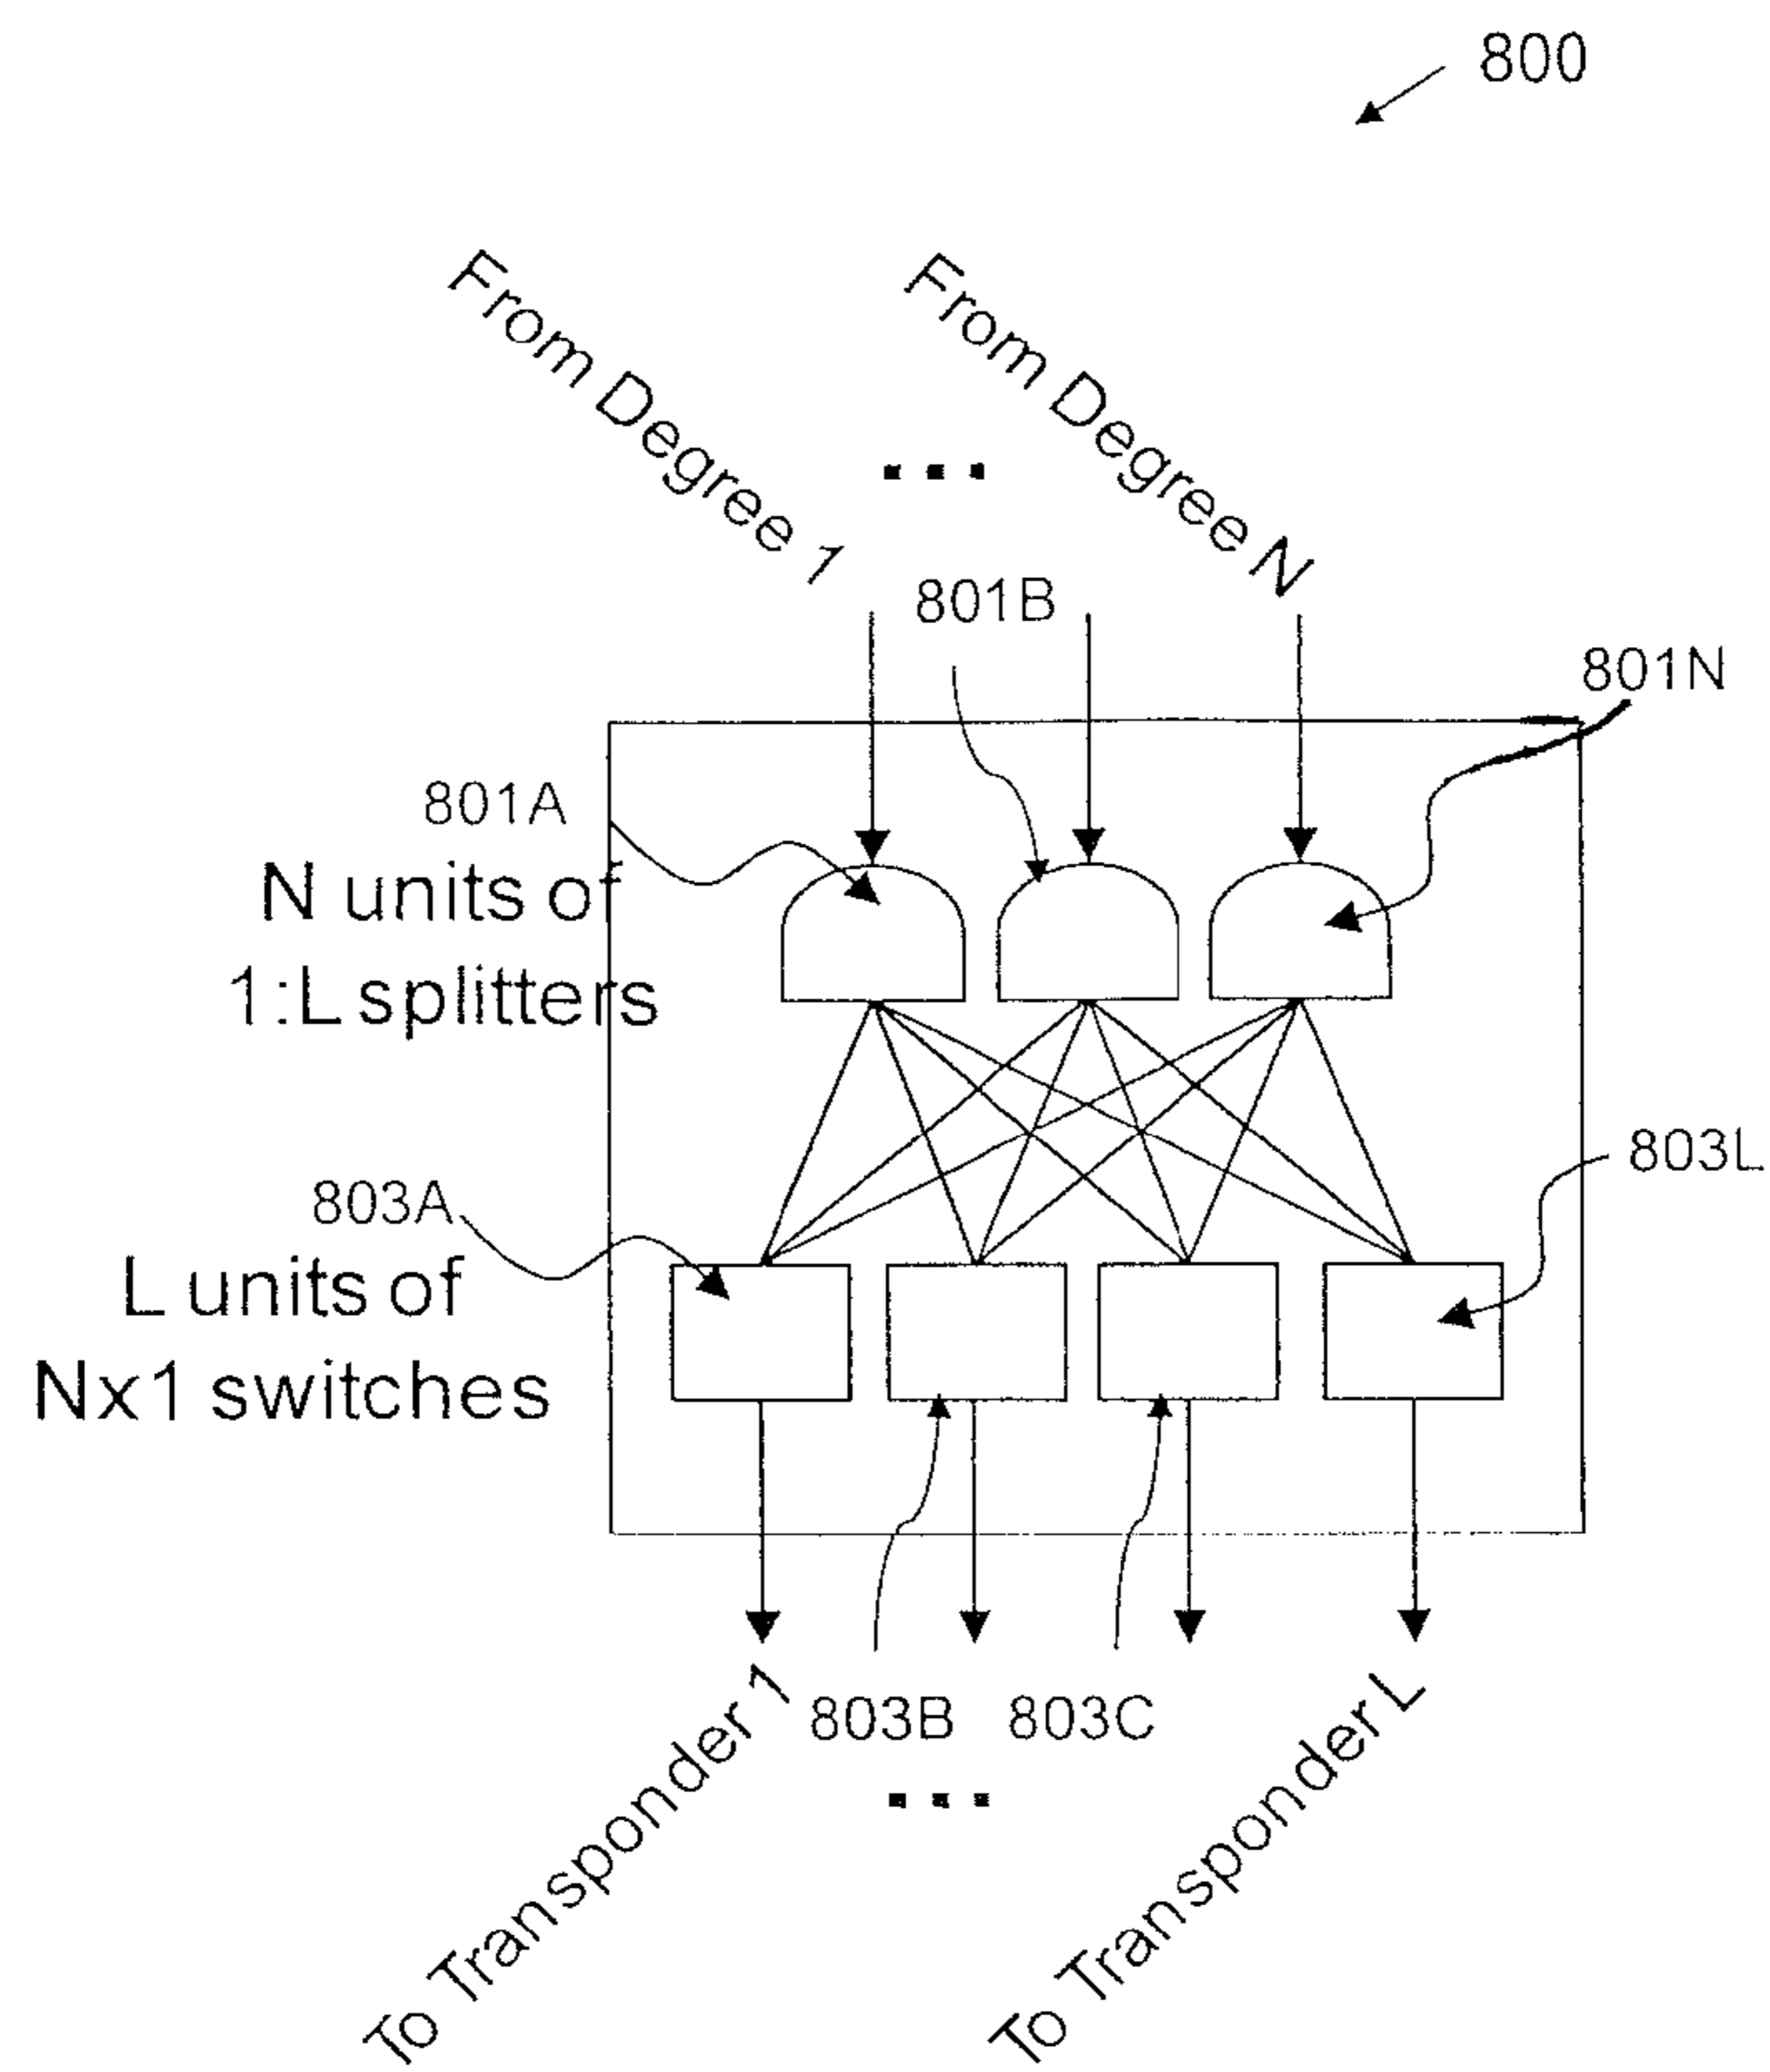 800
From Degree 1
...
From Degree N
801B
801N
801A
N units of
1:L splitters
803L
803A
L units of
Nx1 switches
803B
803C
...
To Transponder 1
To Transponder L